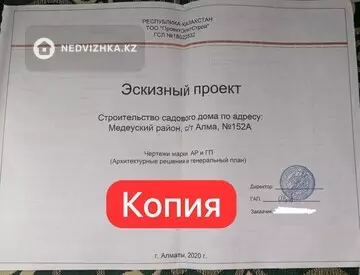 РЕСПУБЛИКА КАЗАХСТАН
NEDVIZHKA.KZ
Эскизный проект
Строительство садового дома по адресу:
Медеуский район, с/т Алма, №152А
Чертежи марки АР и ГП
(Архитектурные решения и генеральный план)
Директор
ГАП
Заказчик
Копия
г. Алматы, 2020 г.